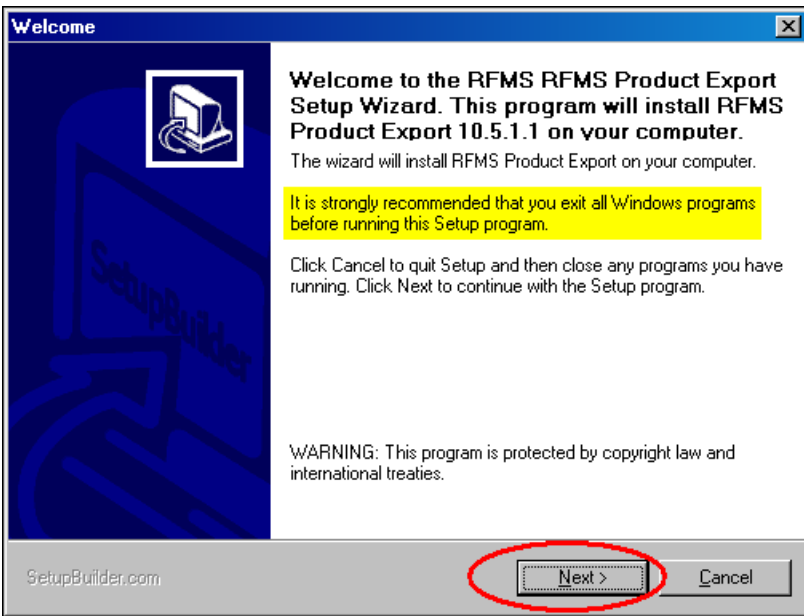 Welcome
Welcome to the RFMS RFMS Product Export
Setup Wizard. This program will install RFMS
Product Export 10.5.1.1 on your computer.
The wizard will install RFMS Product Export on your computer.
It is strongly recommended that you exit all Windows programs
before running this Setup program.
Click Cancel to quit Setup and then close any programs you have
running. Click Next to continue with the Setup program.
SetupBuilder
WARNING: This program is protected by copyright law and
international treaties.
SetupBuilder.com
Next >
Cancel